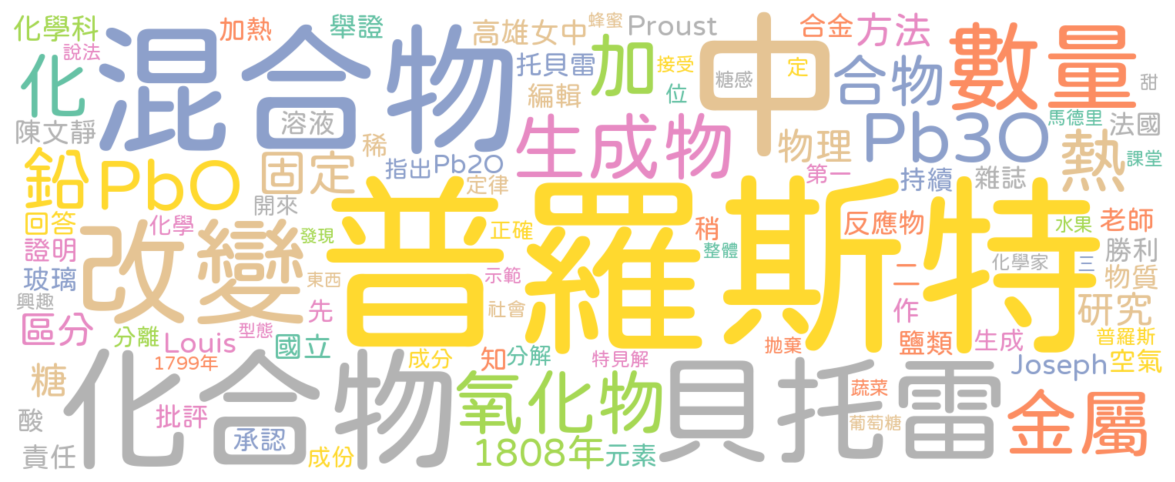 化學科
加熱
舉證
高雄女中
蜂蜜
Proust
合金
方法
說法
混合物
托貝雷
加
接受
中
糖感
定
合物
數量
甜
化
溶液
編輯
位
馬德里
法國
陳文靜
稀
生成物
物理
Pb3O
熱
課堂
鉛
PbO
固定
指出
Pb2O
定律
第一
持續
雜誌
回答
化學
開來
普羅斯特
正確
稍
反應物
水果
老師
證明
改變
發現
整體
化學家
三
勝利
玻璃
東西
示範
二
物質
興趣
先
社會
作
研究
區分
分離
Louis
型態
國立
成分
知
分解
特見解
拋棄
鹽類
生成
普羅斯
1799年
Joseph
空氣
糖
化合物
氧化物
貝托雷
蔬菜
金屬
酸
批評
承認
葡萄糖
責任
成份
1808年
元素